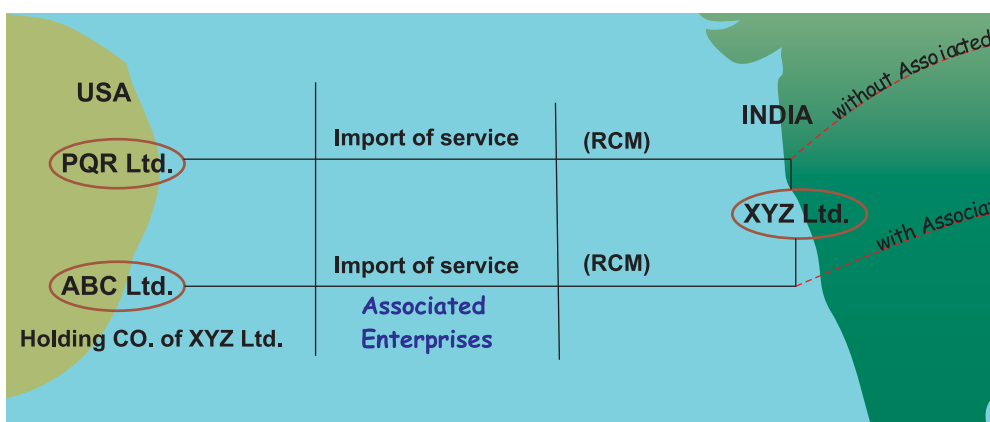 USA
INDIA
without Assoiacted
Import of service
(RCM)
PQR Ltd.
XYZ Ltd.
with
Import of service
(RCM)
ABC Ltd.
Associated
Enterprises
Holding CO. of XYZ Ltd.